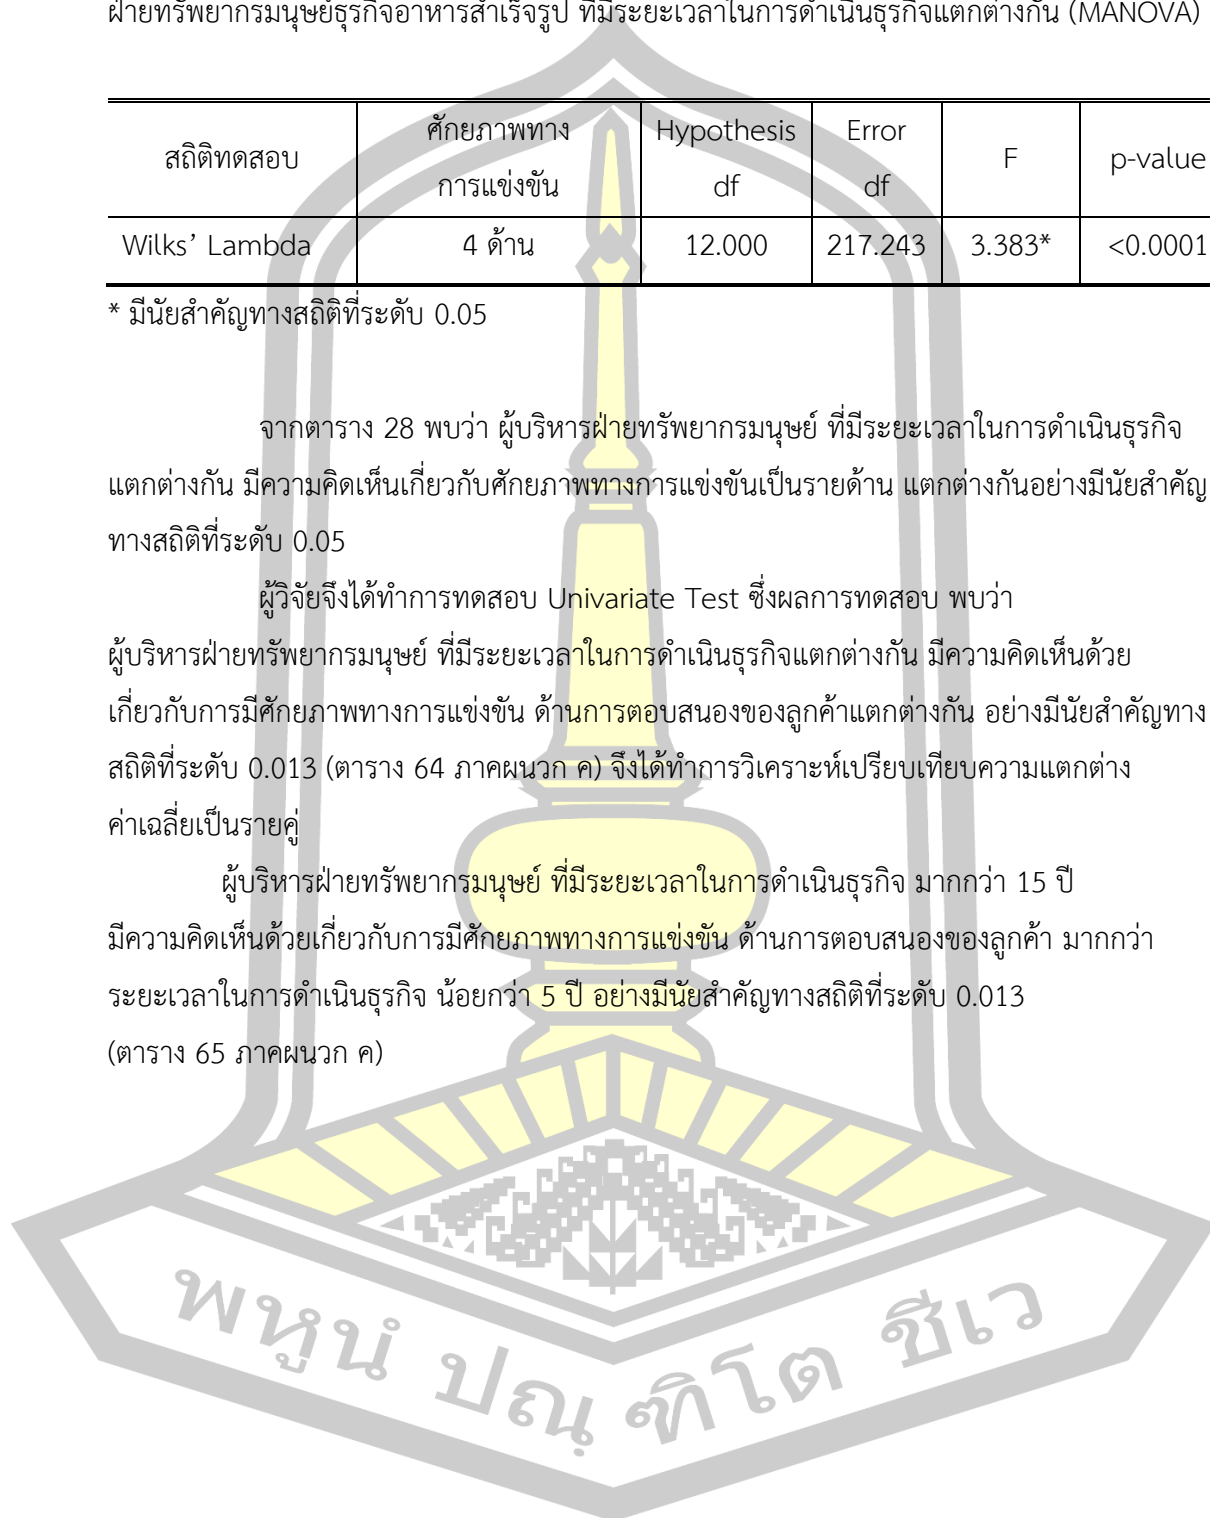 ฝ่ายทรัพยากรมนุษย์ธุรกิจอาหารสำเร็จรูป ที่มีระยะเวลาในการดำเนินธุรกิจแตกต่างกัน (MANOVA)
สถิติทดสอบ ศักยภาพทางการแข่งขัน Hypothesis df Error df F p-value
Wilks’ Lambda 4 ด้าน 12.000 217.243 3.383* <0.0001
* มีนัยสำคัญทางสถิติที่ระดับ 0.05
จากตาราง 28 พบว่า ผู้บริหารฝ่ายทรัพยากรมนุษย์ ที่มีระยะเวลาในการดำเนินธุรกิจ
แตกต่างกัน มีความคิดเห็นเกี่ยวกับศักยภาพทางการแข่งขันเป็นรายด้าน แตกต่างกันอย่างมีนัยสำคัญ
ทางสถิติที่ระดับ 0.05
ผู้วิจัยจึงได้ทำการทดสอบ Univariate Test ซึ่งผลการทดสอบ พบว่า
ผู้บริหารฝ่ายทรัพยากรมนุษย์ ที่มีระยะเวลาในการดำเนินธุรกิจแตกต่างกัน มีความคิดเห็นด้วย
เกี่ยวกับการมีศักยภาพทางการแข่งขัน ด้านการตอบสนองของลูกค้าแตกต่างกัน อย่างมีนัยสำคัญทาง
สถิติที่ระดับ 0.013 (ตาราง 64 ภาคผนวก ค) จึงได้ทำการวิเคราะห์เปรียบเทียบความแตกต่าง
ค่าเฉลี่ยเป็นรายคู่
ผู้บริหารฝ่ายทรัพยากรมนุษย์ ที่มีระยะเวลาในการดำเนินธุรกิจ มากกว่า 15 ปี
มีความคิดเห็นด้วยเกี่ยวกับการมีศักยภาพทางการแข่งขัน ด้านการตอบสนองของลูกค้า มากกว่า
ระยะเวลาในการดำเนินธุรกิจ น้อยกว่า 5 ปี อย่างมีนัยสำคัญทางสถิติที่ระดับ 0.013
(ตาราง 65 ภาคผนวก ค)
พหูนํ ปณฺฑิโต ชีเว